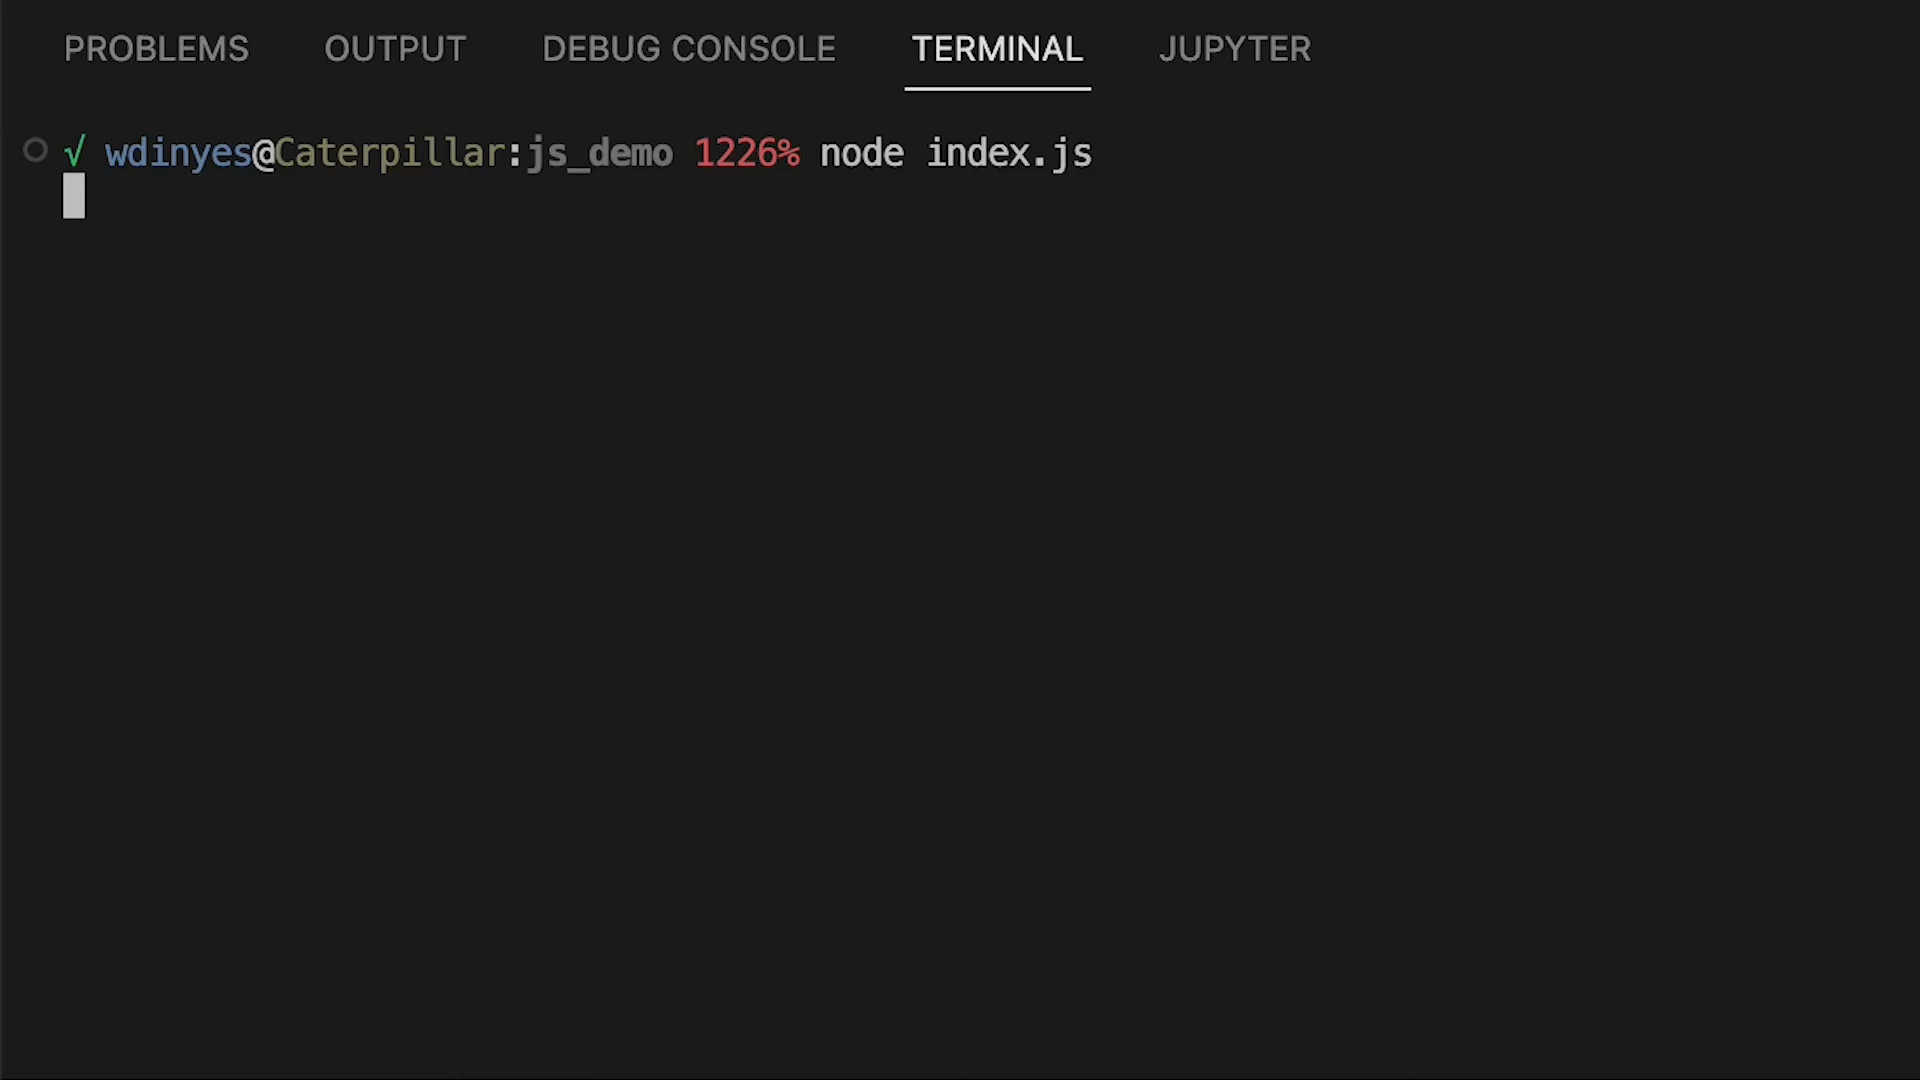 PROBLEMS OUTPUT DEBUG CONSOLE TERMINAL JUPYTER
√ wdinyes@Caterpillar:js_demo 1226% node index.js